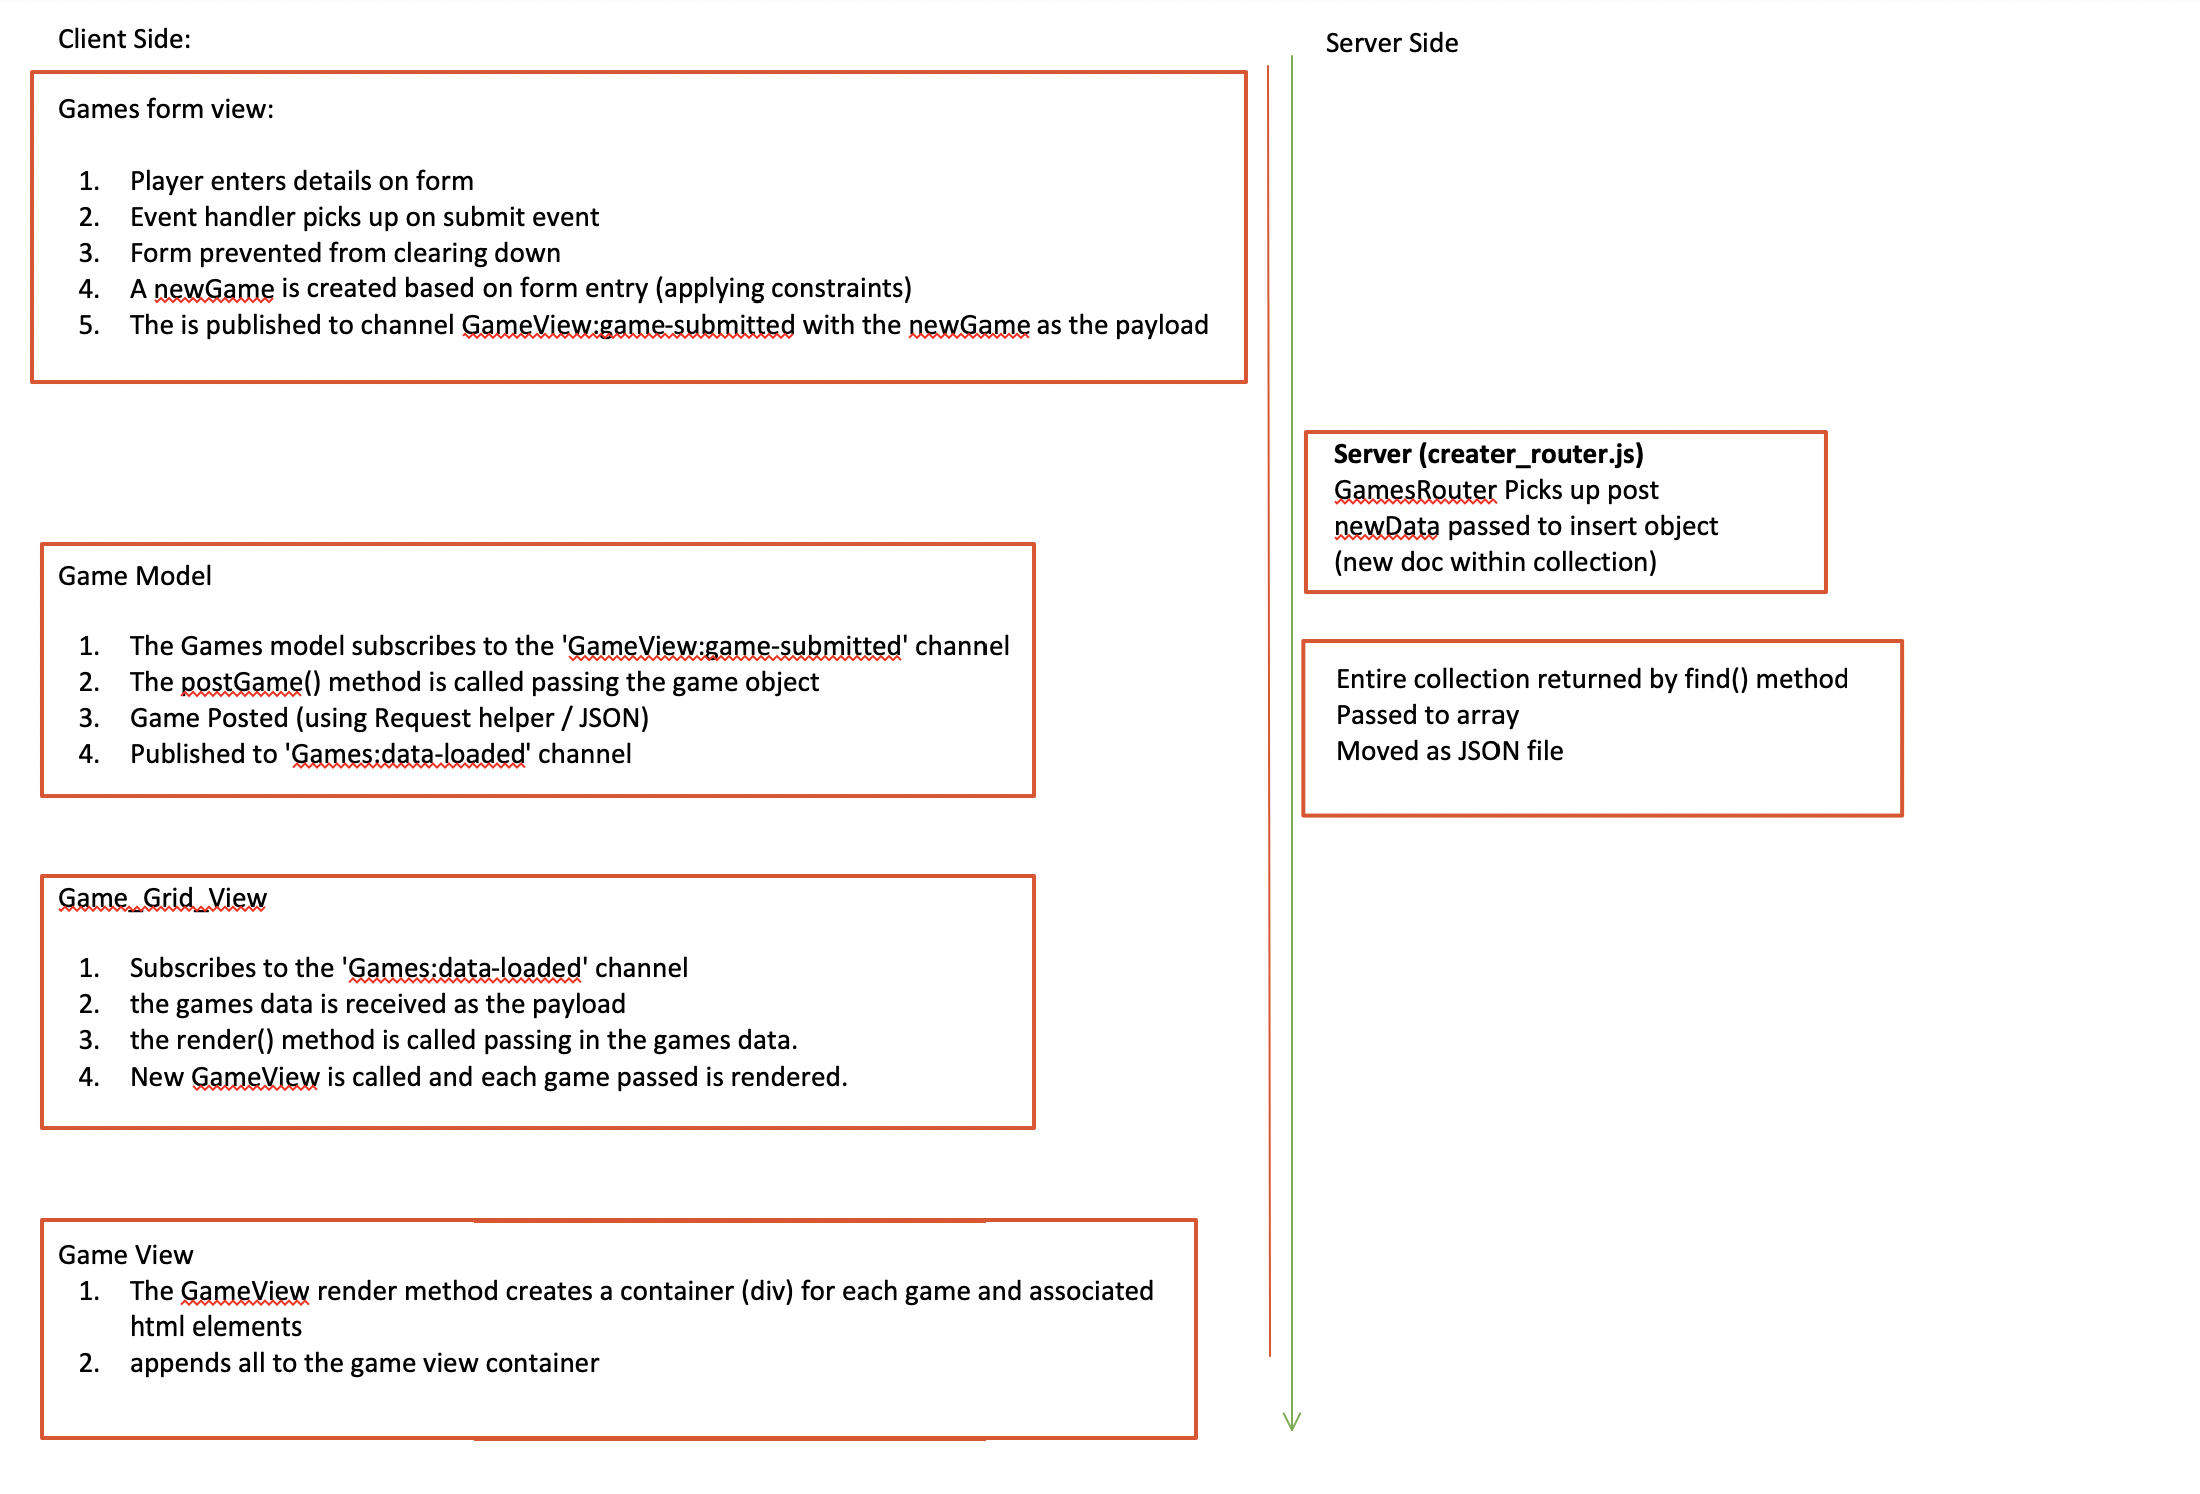 Client Side:
Games form view:
1. Player enters details on form
2. Event handler picks up on submit event
3. Form prevented from clearing down
4. A newGame is created based on form entry (applying constraints)
5. The is published to channel GameView:game-submitted with the newGame as the payload
Game Model
1. The Games model subscribes to the 'GameView:game-submitted' channel
2. The postGame() method is called passing the game object
3. Game Posted (using Request helper / JSON)
4. Published to 'Games:data-loaded' channel
Game_Grid_View
1. Subscribes to the 'Games:data-loaded' channel
2. the games data is received as the payload
3. the render() method is called passing in the games data.
4. New GameView is called and each game passed is rendered.
Game View
1. The GameView render method creates a container (div) for each game and associated
html elements
2. appends all to the game view container
Server Side
Server (creater_router.js)
GamesRouter Picks up post
newData passed to insert object
(new doc within collection)
Entire collection returned by find() method
Passed to array
Moved as JSON file